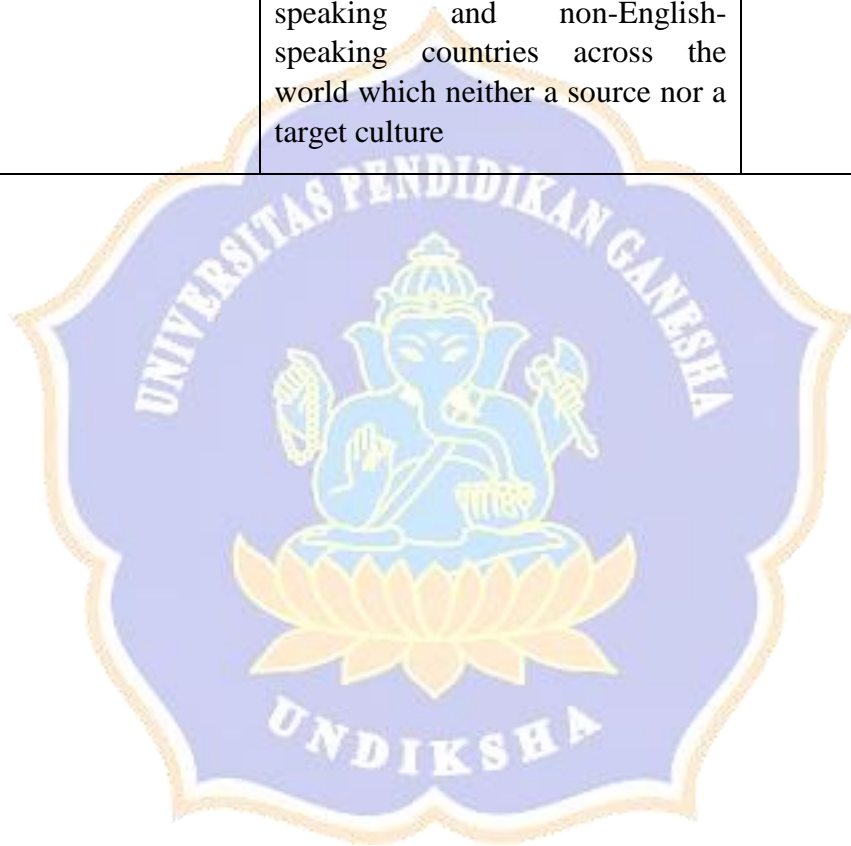 speaking and non-English-
speaking countries across the
world which neither a source nor a
target culture
UNIVERSITAS PENDIDIKAN GANESHA
UNDIKSHA